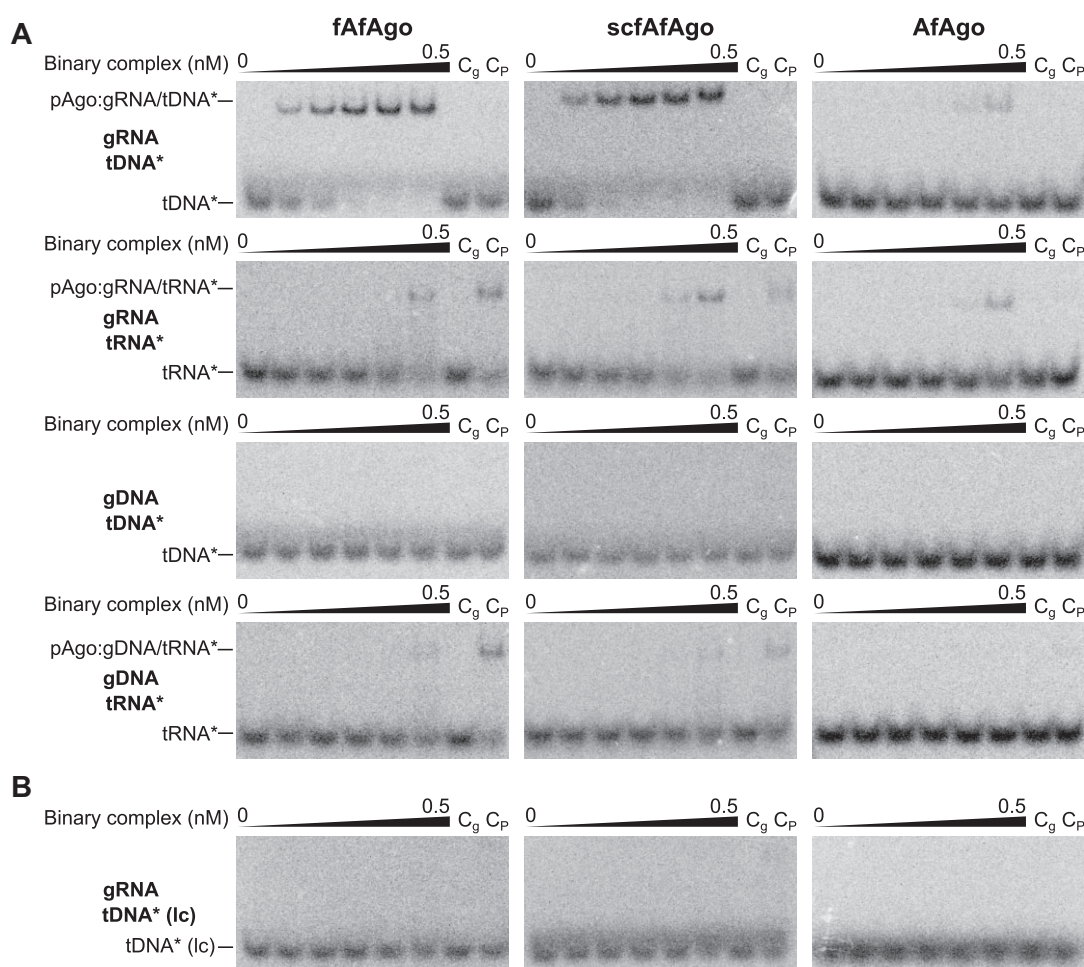 A
fAfAgo scfAfAgo AfAgo
Binary complex (nM) 0 0.5 Cg CP 0 0.5 Cg CP 0 0.5 Cg CP
pAgo:gRNA/tDNA*
gRNA
tDNA*
tDNA*
Binary complex (nM) 0 0.5 Cg CP 0 0.5 Cg CP 0 0.5 Cg CP
pAgo:gRNA/tRNA*
gRNA
tRNA*
tRNA*
Binary complex (nM) 0 0.5 Cg CP 0 0.5 Cg CP 0 0.5 Cg CP
gDNA
tDNA*
tDNA*
Binary complex (nM) 0 0.5 Cg CP 0 0.5 Cg CP 0 0.5 Cg CP
pAgo:gDNA/tRNA*
gDNA
tRNA*
tRNA*
B
Binary complex (nM) 0 0.5 Cg CP 0 0.5 Cg CP 0 0.5 Cg CP
gRNA
tDNA* (lc)
tDNA* (lc)